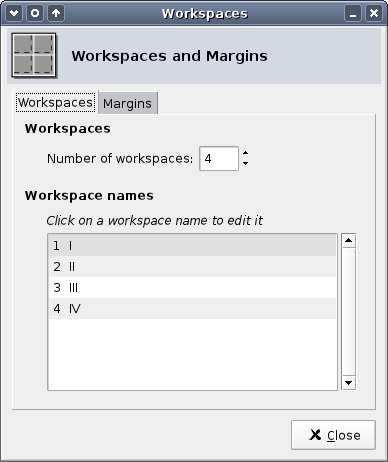 Workspaces
Workspaces and Margins
Workspaces Margins
Workspaces
Number of workspaces: 4
Workspace names
Click on a workspace name to edit it
1 I
2 II
3 III
4 IV
Close